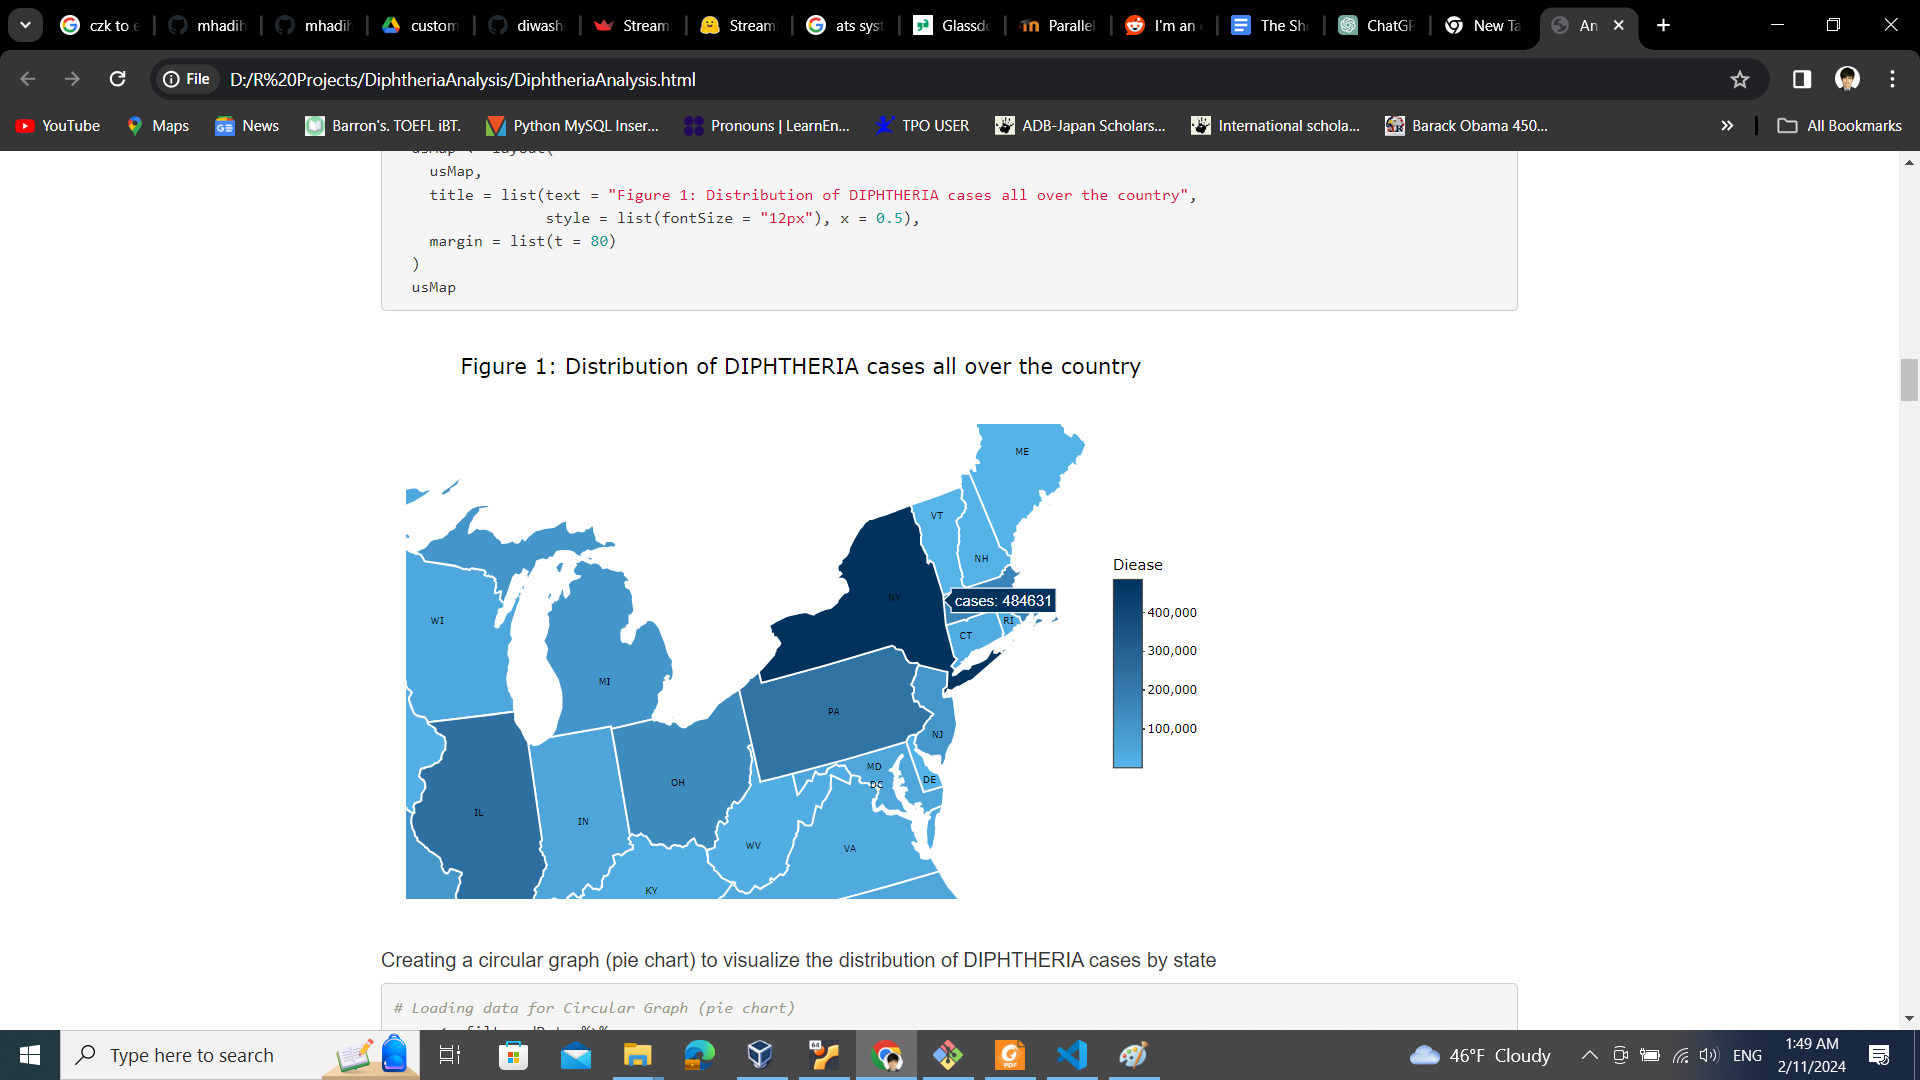 czk to e
mhadih
mhadih
custom
diwash
Stream
Stream
ats syst
Glassdo
Parallel
I'm an
The She
ChatGP
New Ta
An
File
D:/R%20Projects/DiphtheriaAnalysis/DiphtheriaAnalysis.html
YouTube
Maps
News
Barron's. TOEFL iBT.
Python MySQL Inser...
Pronouns | LearnEn...
TPO USER
ADB-Japan Scholars...
International schola...
Barack Obama 450...
All Bookmarks
usMap,
title = list(text = "Figure 1: Distribution of DIPHTHERIA cases all over the country",
style = list(fontSize = "12px"), x = 0.5),
margin = list(t = 80)
)
usMap
Figure 1: Distribution of DIPHTHERIA cases all over the country
ME
VT
NH
NY
cases: 484631
WI
RI
CT
MI
PA
NJ
MD
DE
DC
OH
IL
IN
WV
VA
KY
Diease
400,000
300,000
200,000
100,000
Creating a circular graph (pie chart) to visualize the distribution of DIPHTHERIA cases by state
# Loading data for Circular Graph (pie chart)
Type here to search
64
PDF
46°F Cloudy
ENG
1:49 AM
2/11/2024